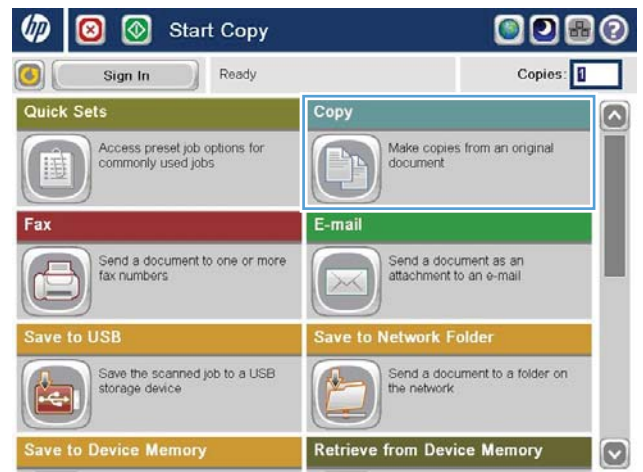 hp
Start Copy
Sign In
Ready
Copies: 1
Quick Sets
Access preset job options for
commonly used jobs
Copy
Make copies from an original
document
Fax
Send a document to one or more
fax numbers
E-mail
Send a document as an
attachment to an e-mail
Save to USB
Save the scanned job to a USB
storage device
Save to Network Folder
Send a document to a folder on
the network
Save to Device Memory
Retrieve from Device Memory